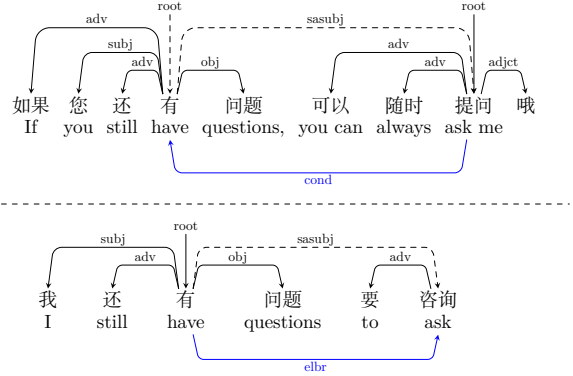 root root
adv sasubj
subj adv
adv obj adv adjct
如果 您 还 有 问题 可以 随时 提问 哦
If you still have questions, you can always ask me
cond
root
subj sasubj
adv obj adv
我 还 有 问题 要 咨询
I still have questions to ask
elbr